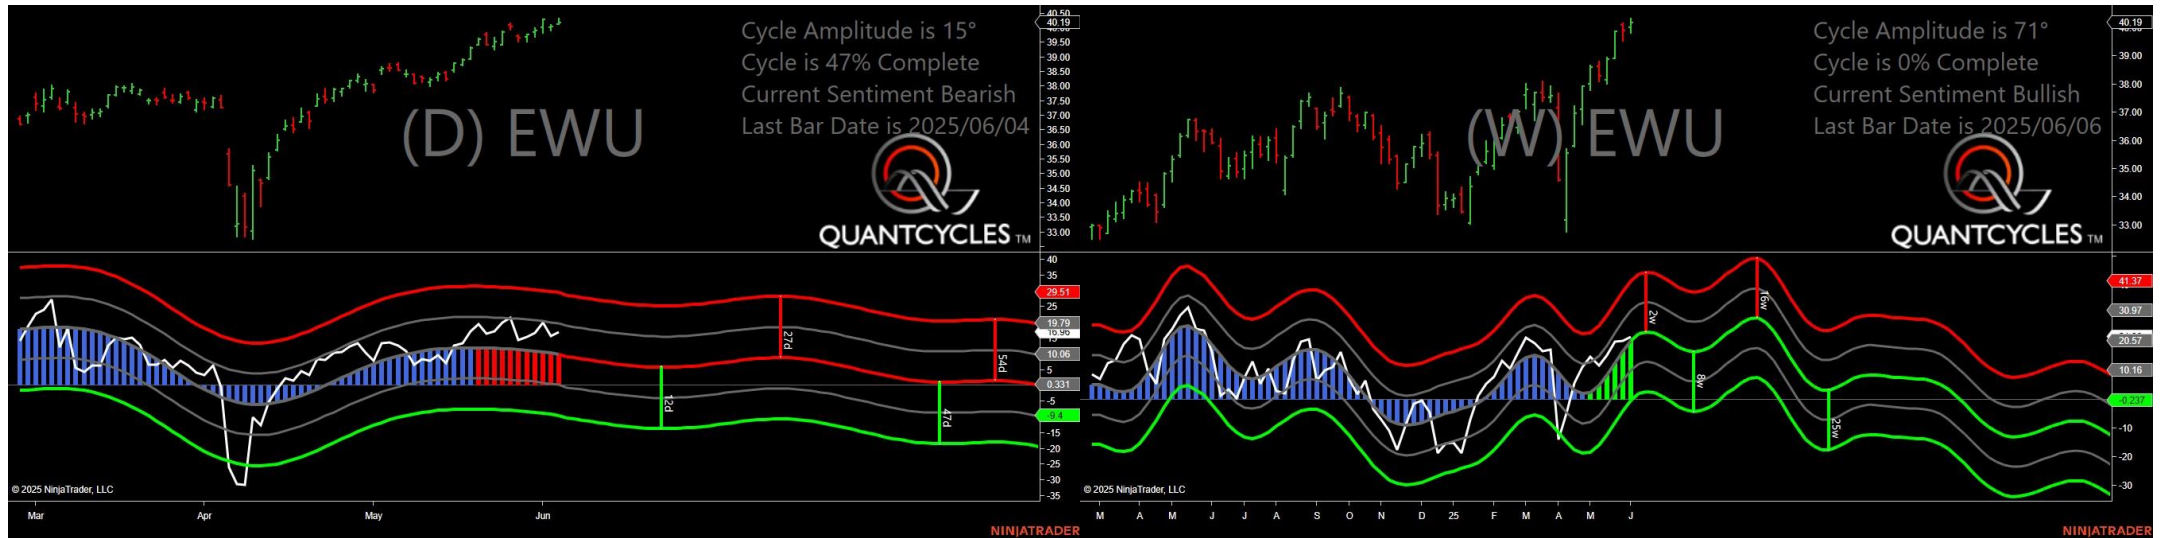 Cycle Amplitude is 15°
Cycle is 47% Complete
Current Sentiment Bearish
Last Bar Date is 2025/06/04
(D) EWU
QUANTCYCLES TM
40.50
40.19
39.50
39.00
38.50
38.00
37.50
37.00
36.50
36.00
35.50
35.00
34.50
34.00
33.50
33.00
40
35
29.51
25
19.79
16.96
10.06
5
0.331
-5
-9.4
-15
-20
-25
-30
-35
12d
27d
47d
54d
© 2025 NinjaTrader, LLC
Mar Apr May Jun
NINJATRADER
Cycle Amplitude is 71°
Cycle is 0% Complete
Current Sentiment Bullish
Last Bar Date is 2025/06/06
(W) EWU
QUANTCYCLES TM
40.19
39.00
38.00
37.00
36.00
35.00
34.00
33.00
41.37
30.97
20.57
10.16
-0.237
-10
-20
-30
2w
8w
16w
25w
© 2025 NinjaTrader, LLC
M A M J J A S O N D 25 F M A M J
NINJATRADER